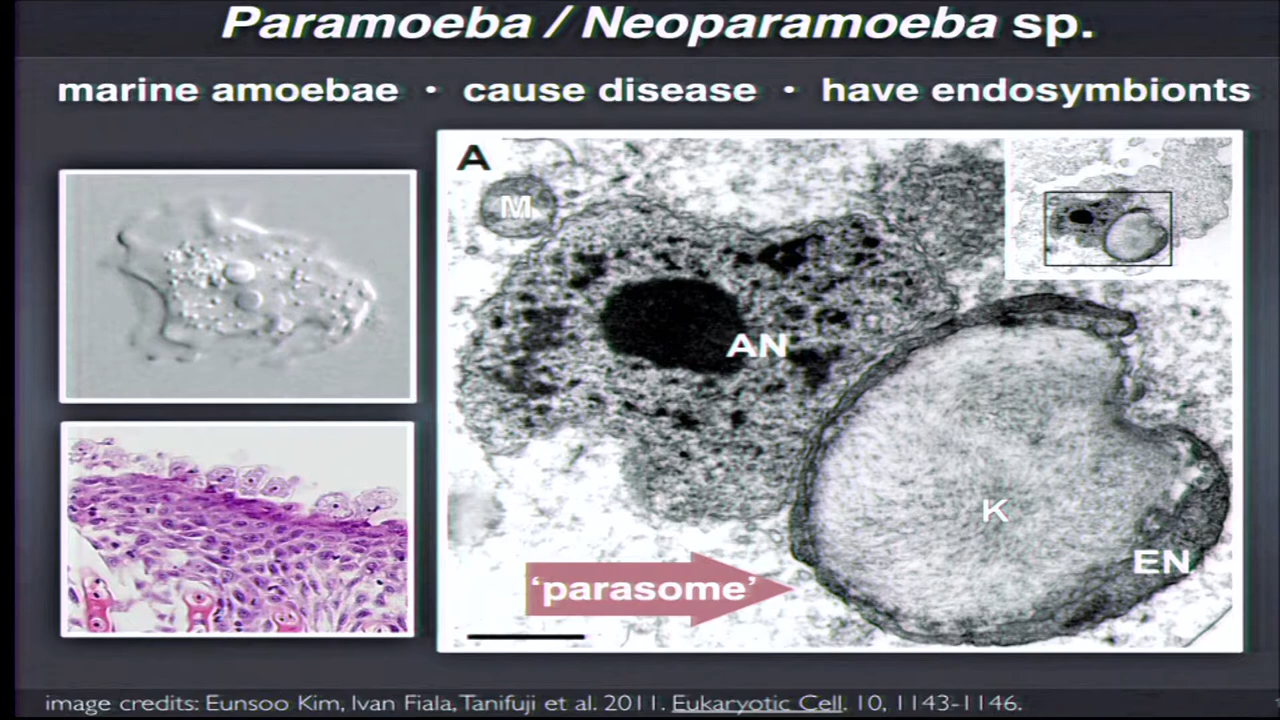 Paramoeba / Neoparamoeba sp.
marine amoebae • cause disease • have endosymbionts
A
M
AN
K
EN
‘parasome’
image credits: Eunsoo Kim, Ivan Fiala, Tanifuji et al. 2011. Eukaryotic Cell. 10, 1143-1146.